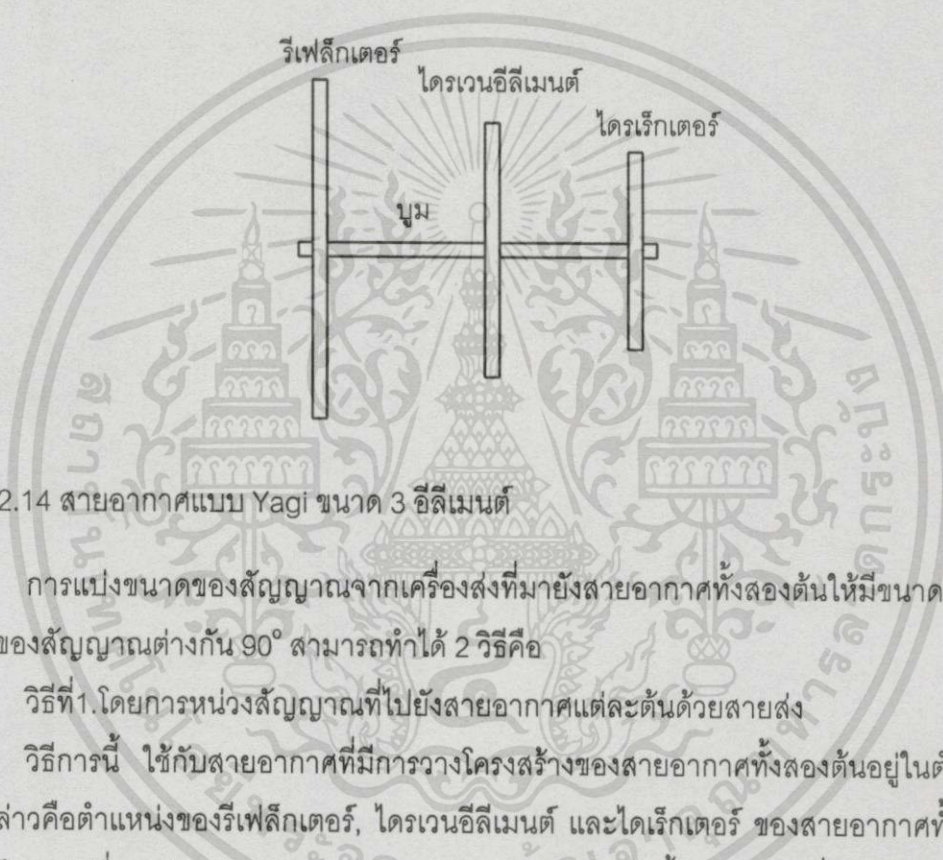 รีเฟล็กเตอร์
ไดรเวนอีลีเมนต์
ไดรเร็กเตอร์
บูม
2.14 สายอากาศแบบ Yagi ขนาด 3 อีลีเมนต์
การแบ่งขนาดของสัญญาณจากเครื่องส่งที่มายังสายอากาศทั้งสองต้นให้มีขนาด
ของสัญญาณต่างกัน 90° สามารถทำได้ 2 วิธีคือ
วิธีที่1.โดยการหน่วงสัญญาณที่ไปยังสายอากาศแต่ละต้นด้วยสายส่ง
วิธีการนี้ ใช้กับสายอากาศที่มีการวางโครงสร้างของสายอากาศทั้งสองต้นอยู่ใน
ล่าวคือตำแหน่งของรีเฟล็กเตอร์, ไดรเวนอีลีเมนต์ และไดเร็กเตอร์ ของสายอากาศ